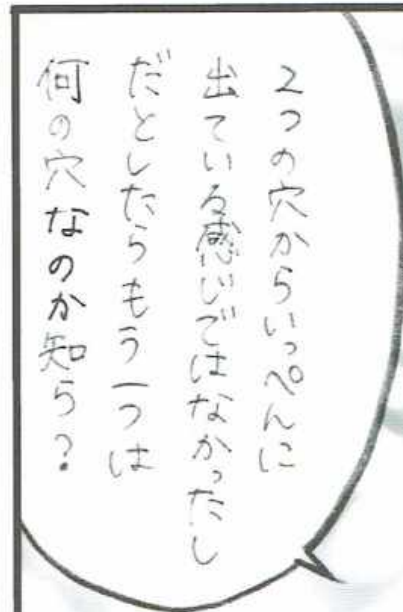 2つの穴からいっぺんに
出ている感じではなかったし
だとしたらもう一つは
何の穴なのか知ら?